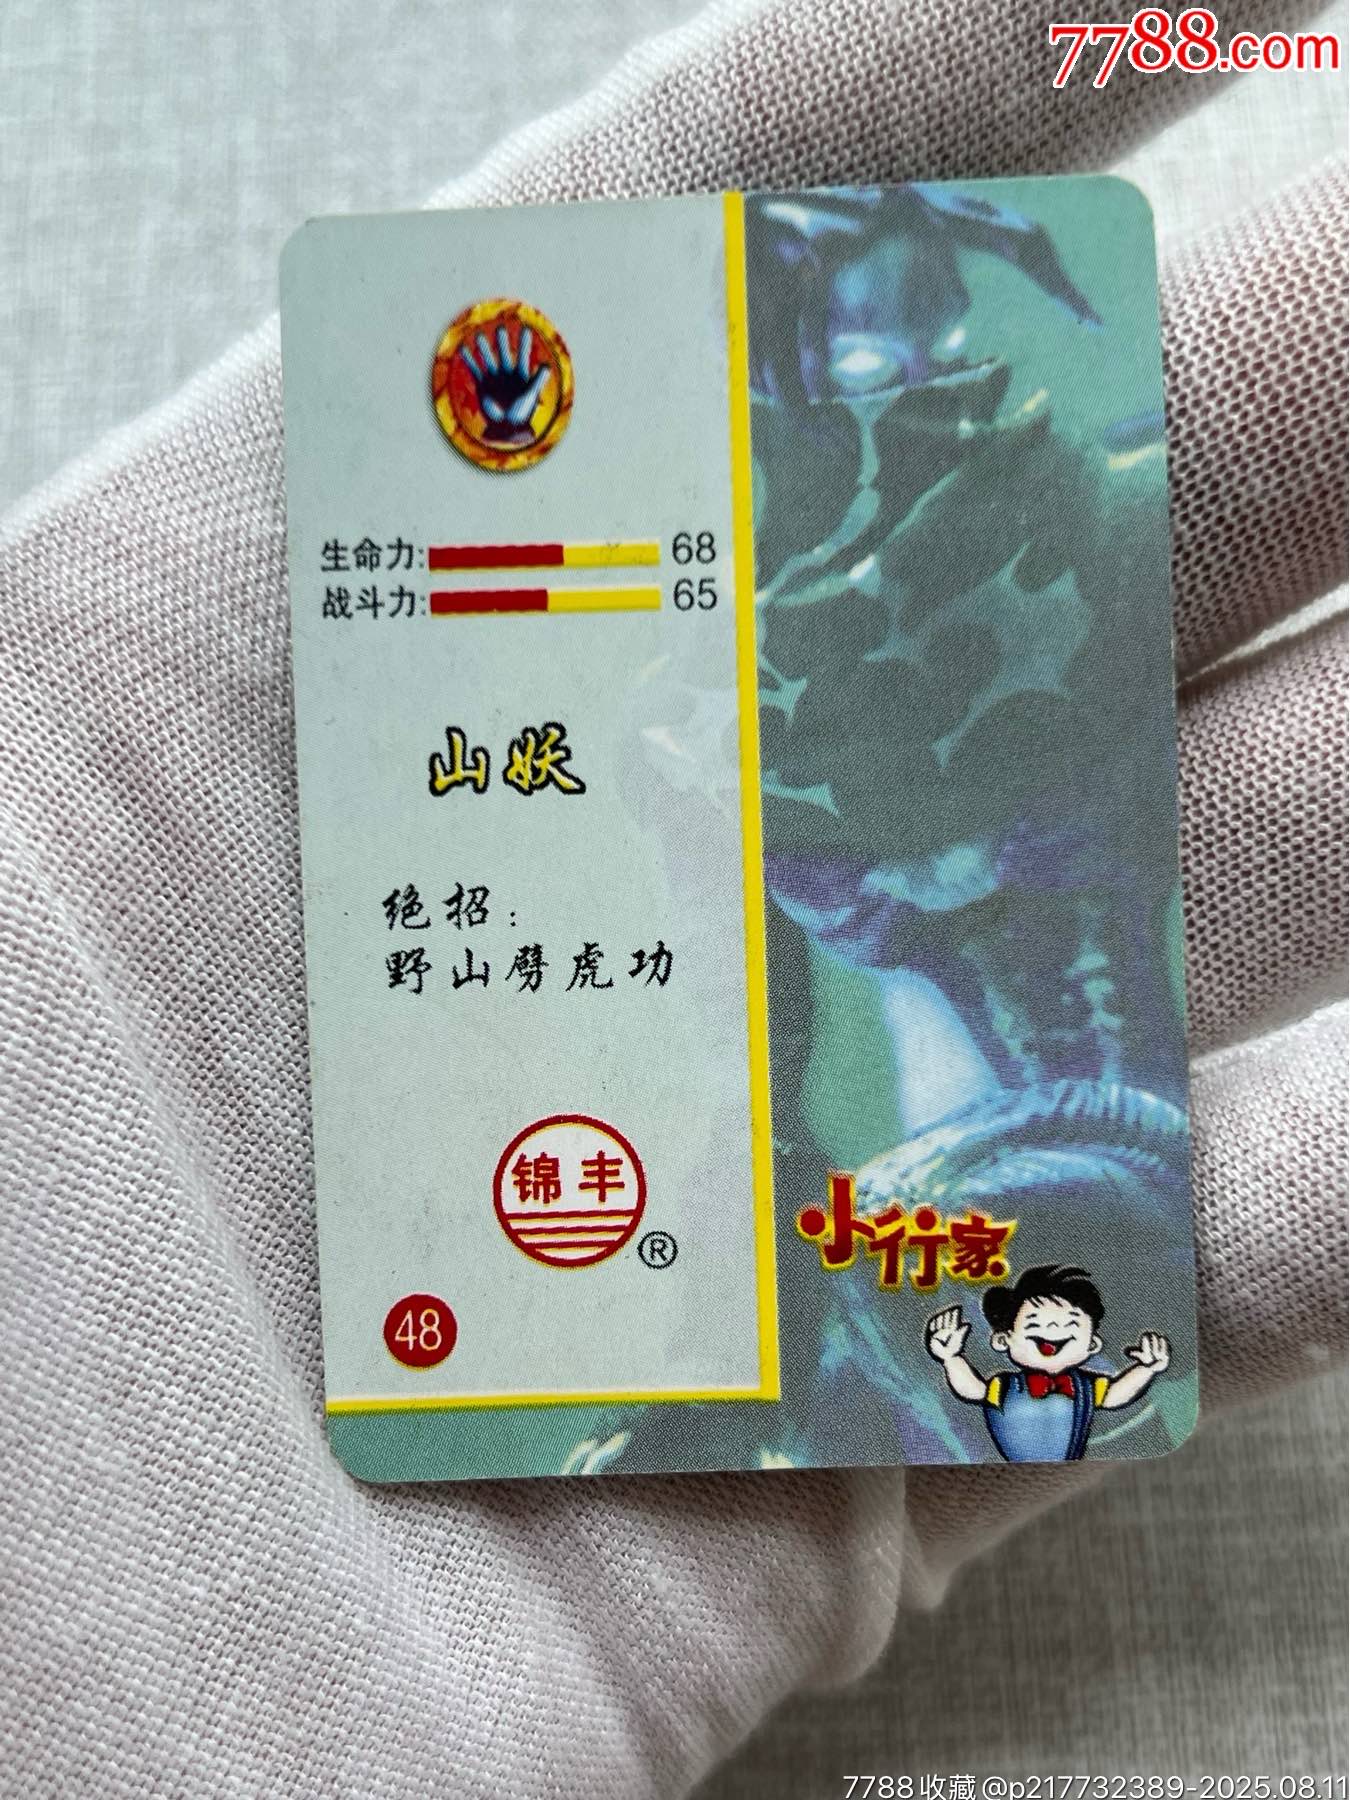 7788.com
生命力: 68
战斗力: 65
山妖
绝招:
野山劈虎功
锦丰
®
48
小行家
7788收藏@p217732389-2025.08.11